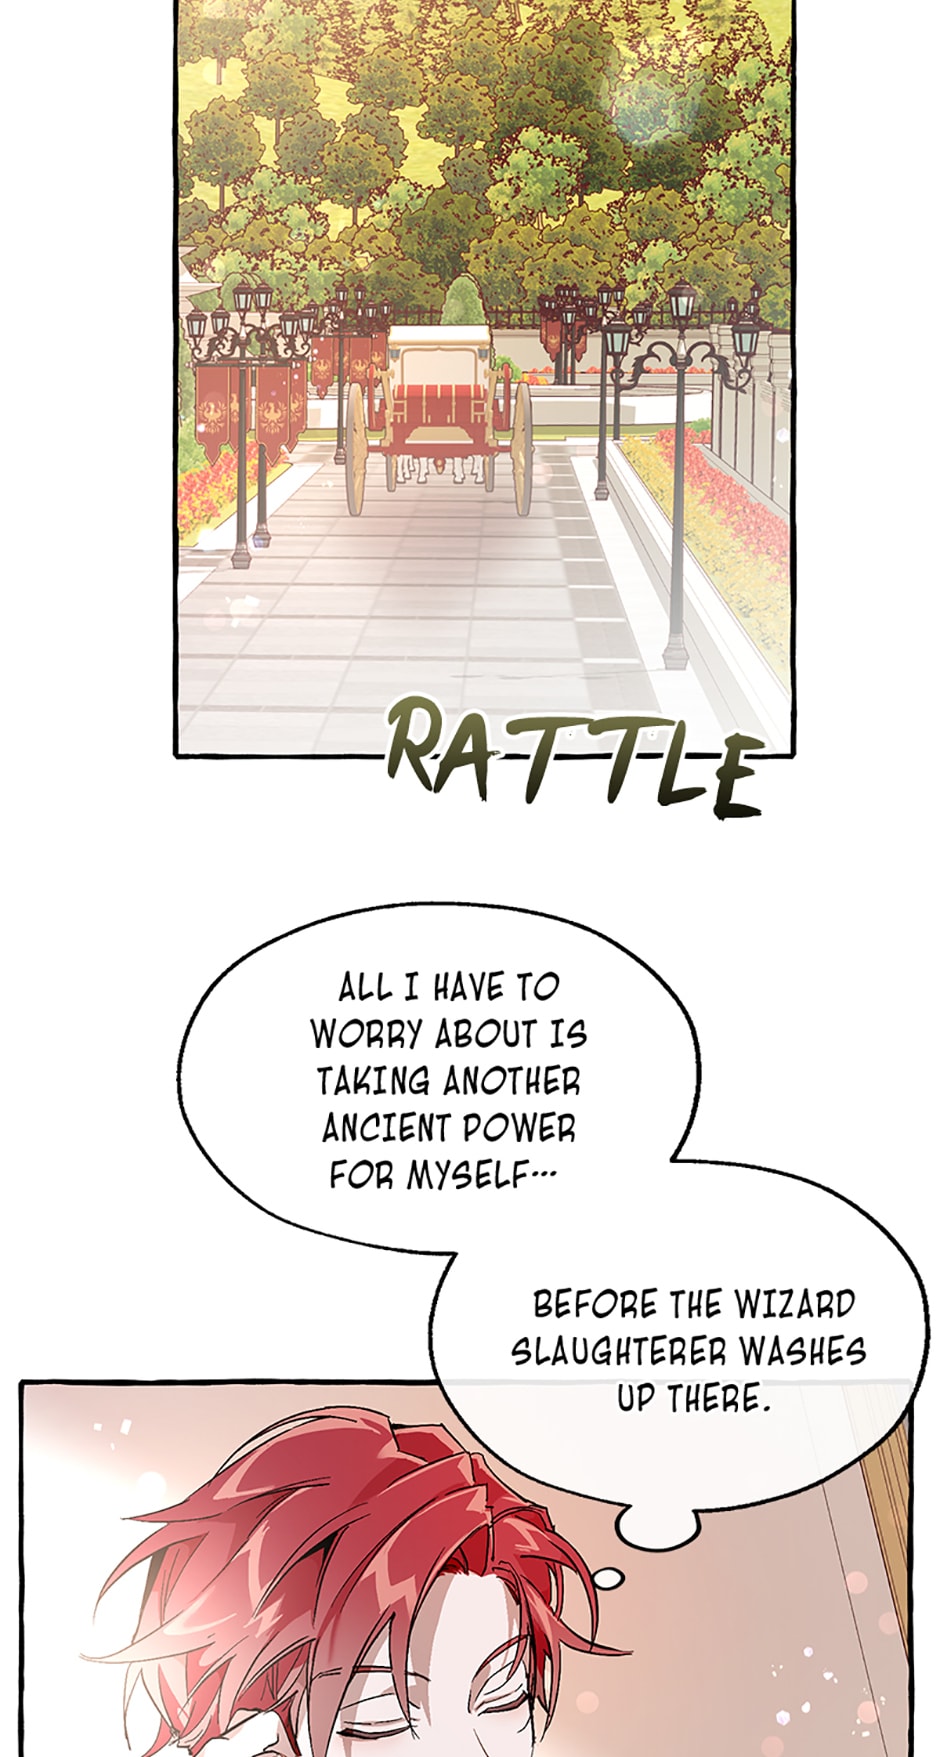 RATTLE
ALL I HAVE TO
WORRY ABOUT IS
TAKING ANOTHER
ANCIENT POWER
FOR MYSELF...
BEFORE THE WIZARD
SLAUGHTERER WASHES
UP THERE.